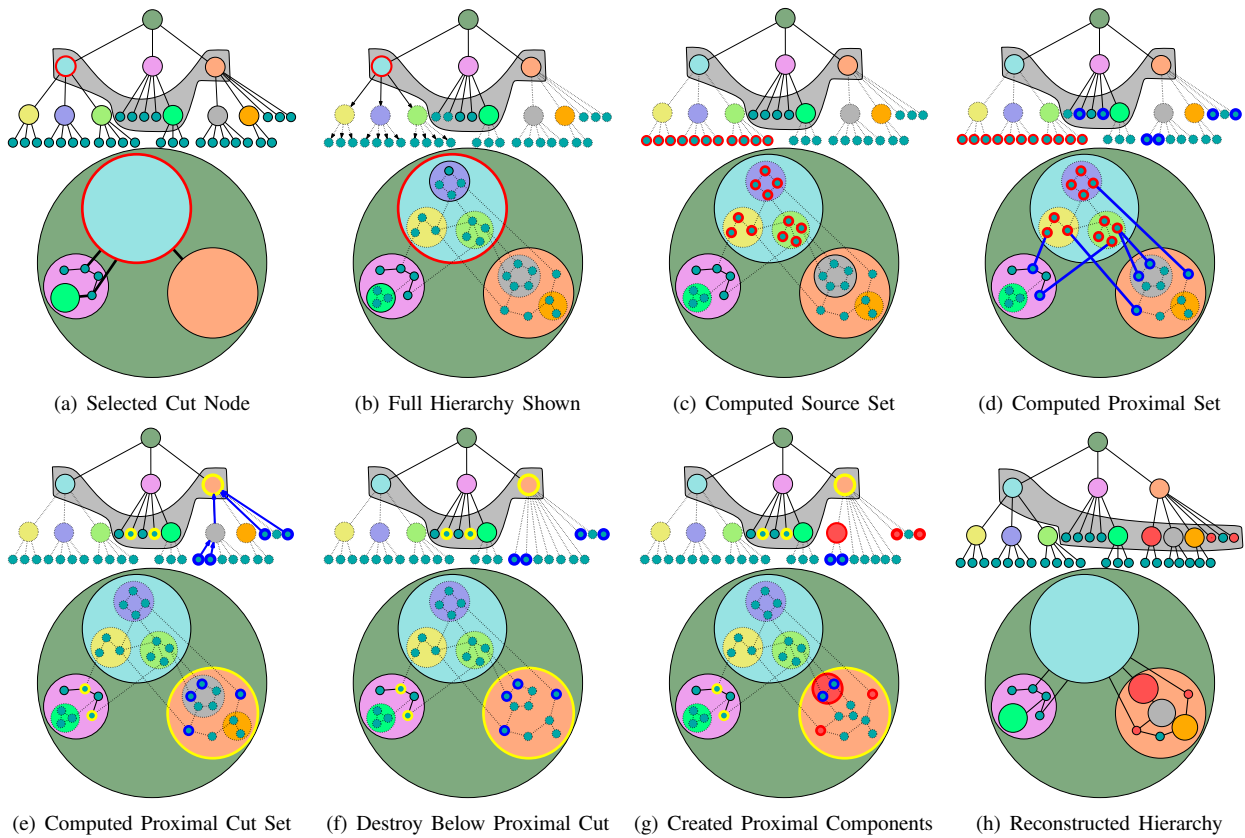 (a) Selected Cut Node
(b) Full Hierarchy Shown
(c) Computed Source Set
(d) Computed Proximal Set
(e) Computed Proximal Cut Set
(f) Destroy Below Proximal Cut
(g) Created Proximal Components
(h) Reconstructed Hierarchy